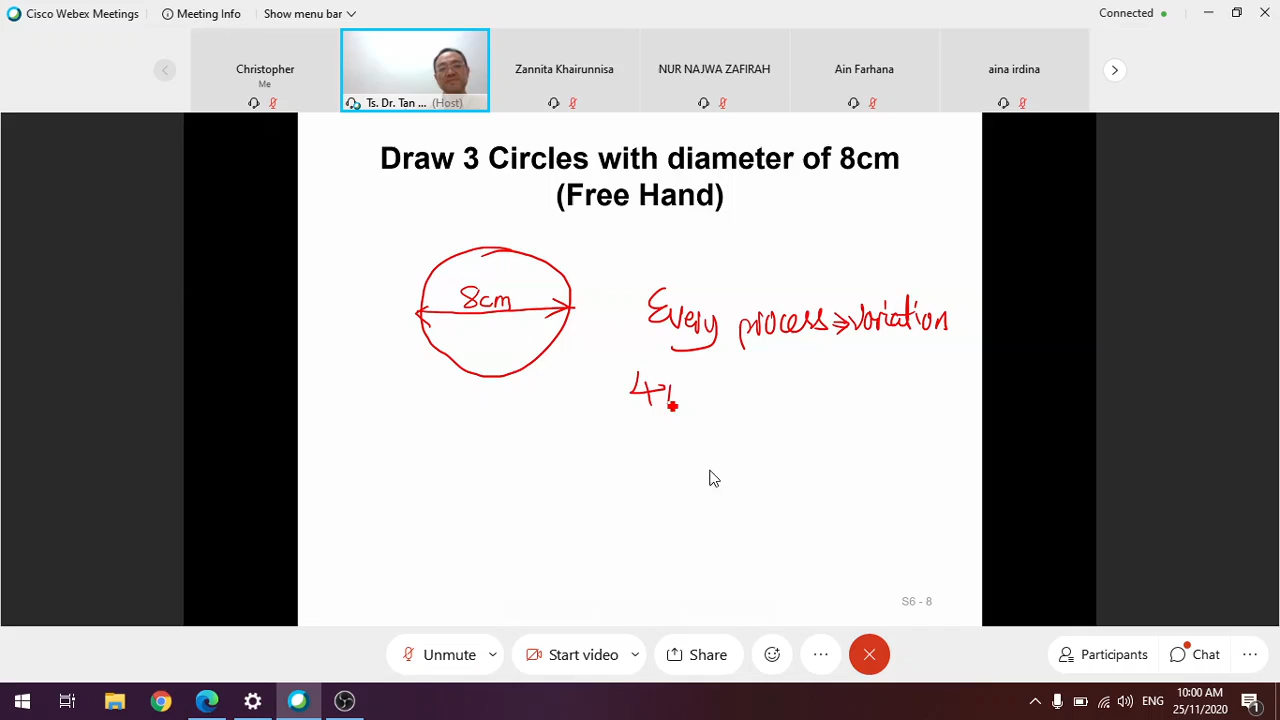 Cisco Webex Meetings Meeting Info Show menu bar Connected
Christopher
Me
Ts. Dr. Tan ... (Host)
Zannita Khairunnisa
NUR NAJWA ZAFIRAH
Ain Farhana
aina irdina
Draw 3 Circles with diameter of 8cm
(Free Hand)
8cm
Every process ⇒ variation
S6 - 8
Unmute Start video Share ... Participants Chat ...
ENG
10:00 AM
25/11/2020
1